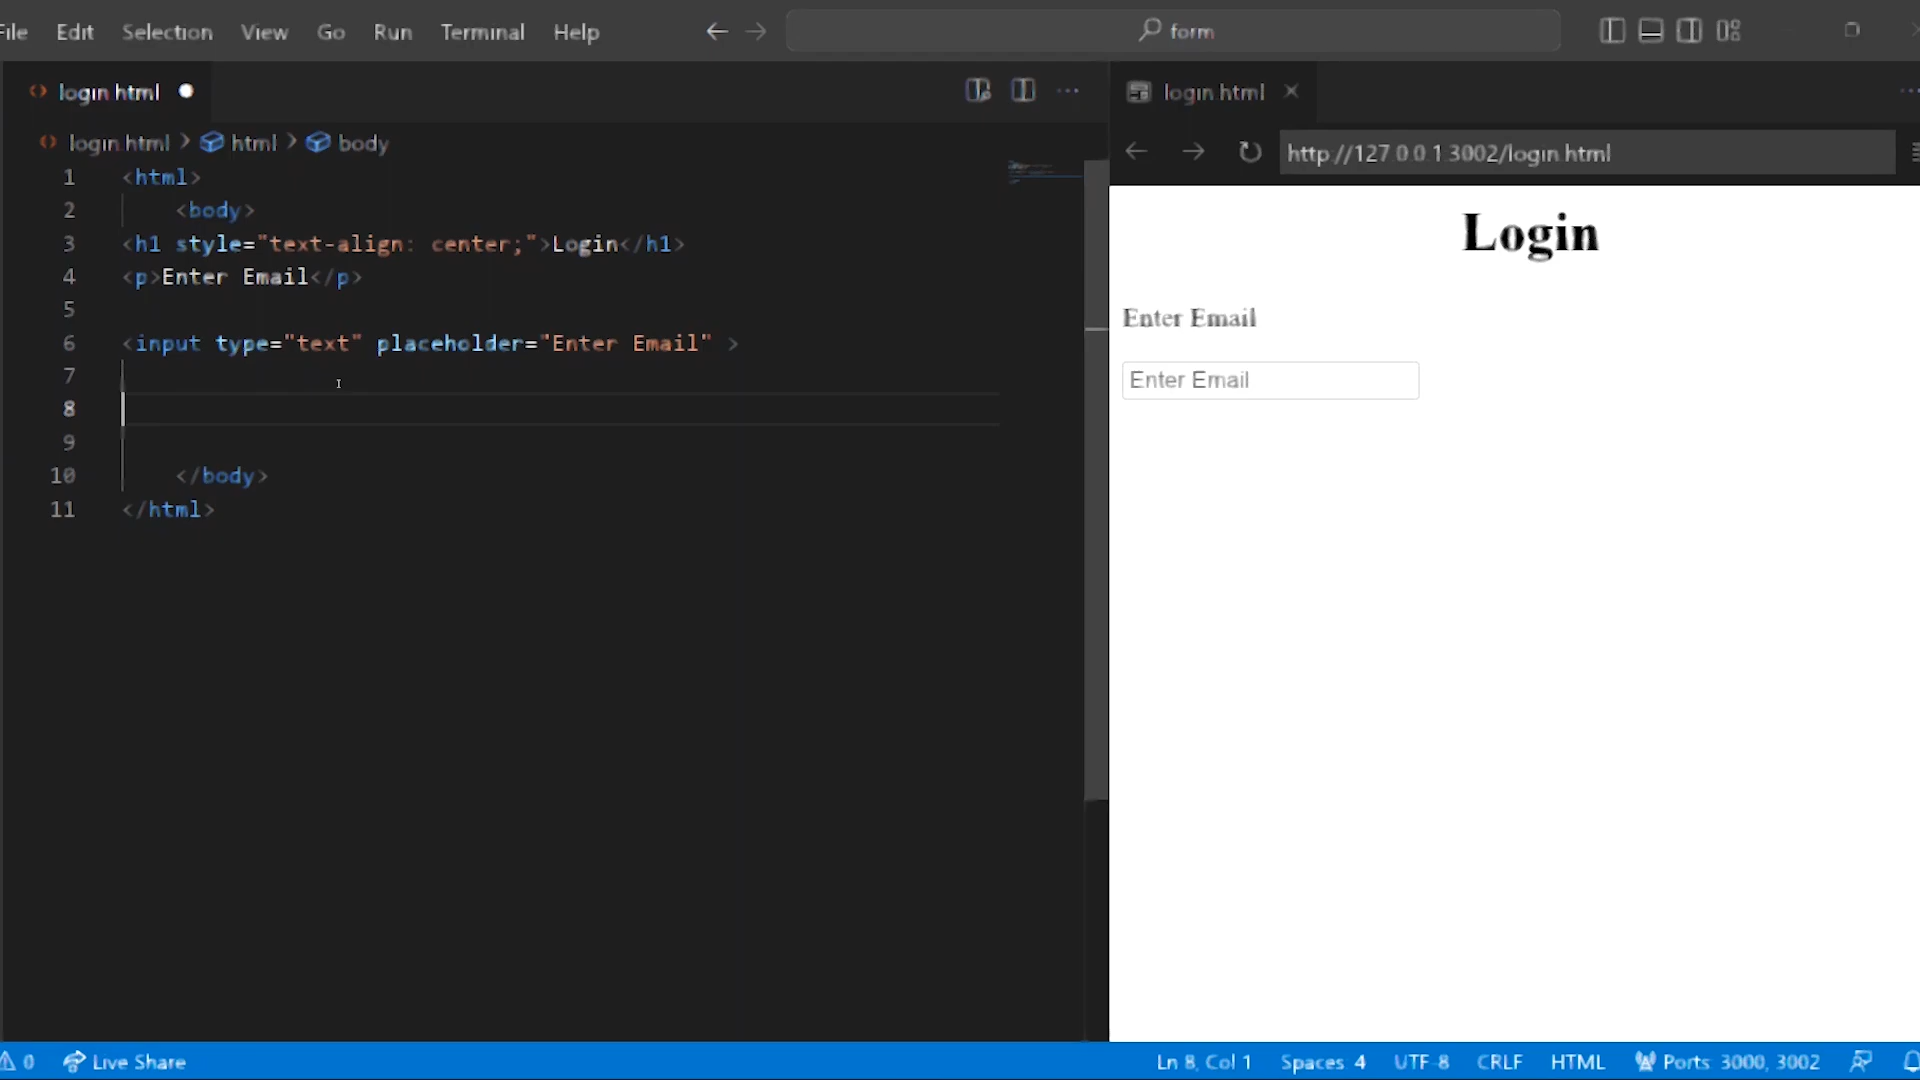 File Edit Selection View Go Run Terminal Help
form
login.html
login.html > html > body
1 <html>
2 <body>
3 <h1 style="text-align: center;">Login</h1>
4 <p>Enter Email</p>
5
6 <input type="text" placeholder="Enter Email" >
7
8
9
10 </body>
11 </html>
login.html
http://127.0.0.1:3002/login.html
Login
Enter Email
Enter Email
0 Live Share
Ln 8, Col 1 Spaces: 4 UTF-8 CRLF HTML Ports: 3000, 3002